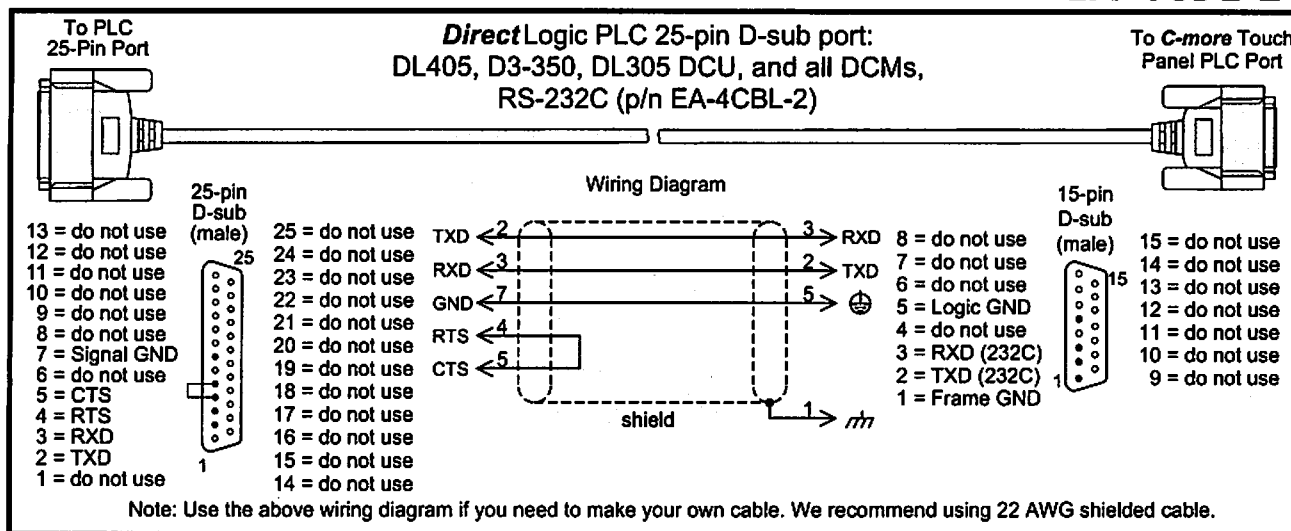 To PLC
25-Pin Port
DirectLogic PLC 25-pin D-sub port:
DL405, D3-350, DL305 DCU, and all DCMs,
RS-232C (p/n EA-4CBL-2)
To C-more Touch
Panel PLC Port
Wiring Diagram
25-pin
D-sub
(male)
25
1
13 = do not use
12 = do not use
11 = do not use
10 = do not use
9 = do not use
8 = do not use
7 = Signal GND
6 = do not use
5 = CTS
4 = RTS
3 = RXD
2 = TXD
1 = do not use
25 = do not use
24 = do not use
23 = do not use
22 = do not use
21 = do not use
20 = do not use
19 = do not use
18 = do not use
17 = do not use
16 = do not use
15 = do not use
14 = do not use
TXD 2 3 RXD
RXD 3 2 TXD
GND 7 5
RTS 4
CTS 5
shield
1
8 = do not use
7 = do not use
6 = do not use
5 = Logic GND
4 = do not use
3 = RXD (232C)
2 = TXD (232C)
1 = Frame GND
15-pin
D-sub
(male)
15
1
15 = do not use
14 = do not use
13 = do not use
12 = do not use
11 = do not use
10 = do not use
9 = do not use
Note: Use the above wiring diagram if you need to make your own cable. We recommend using 22 AWG shielded cable.